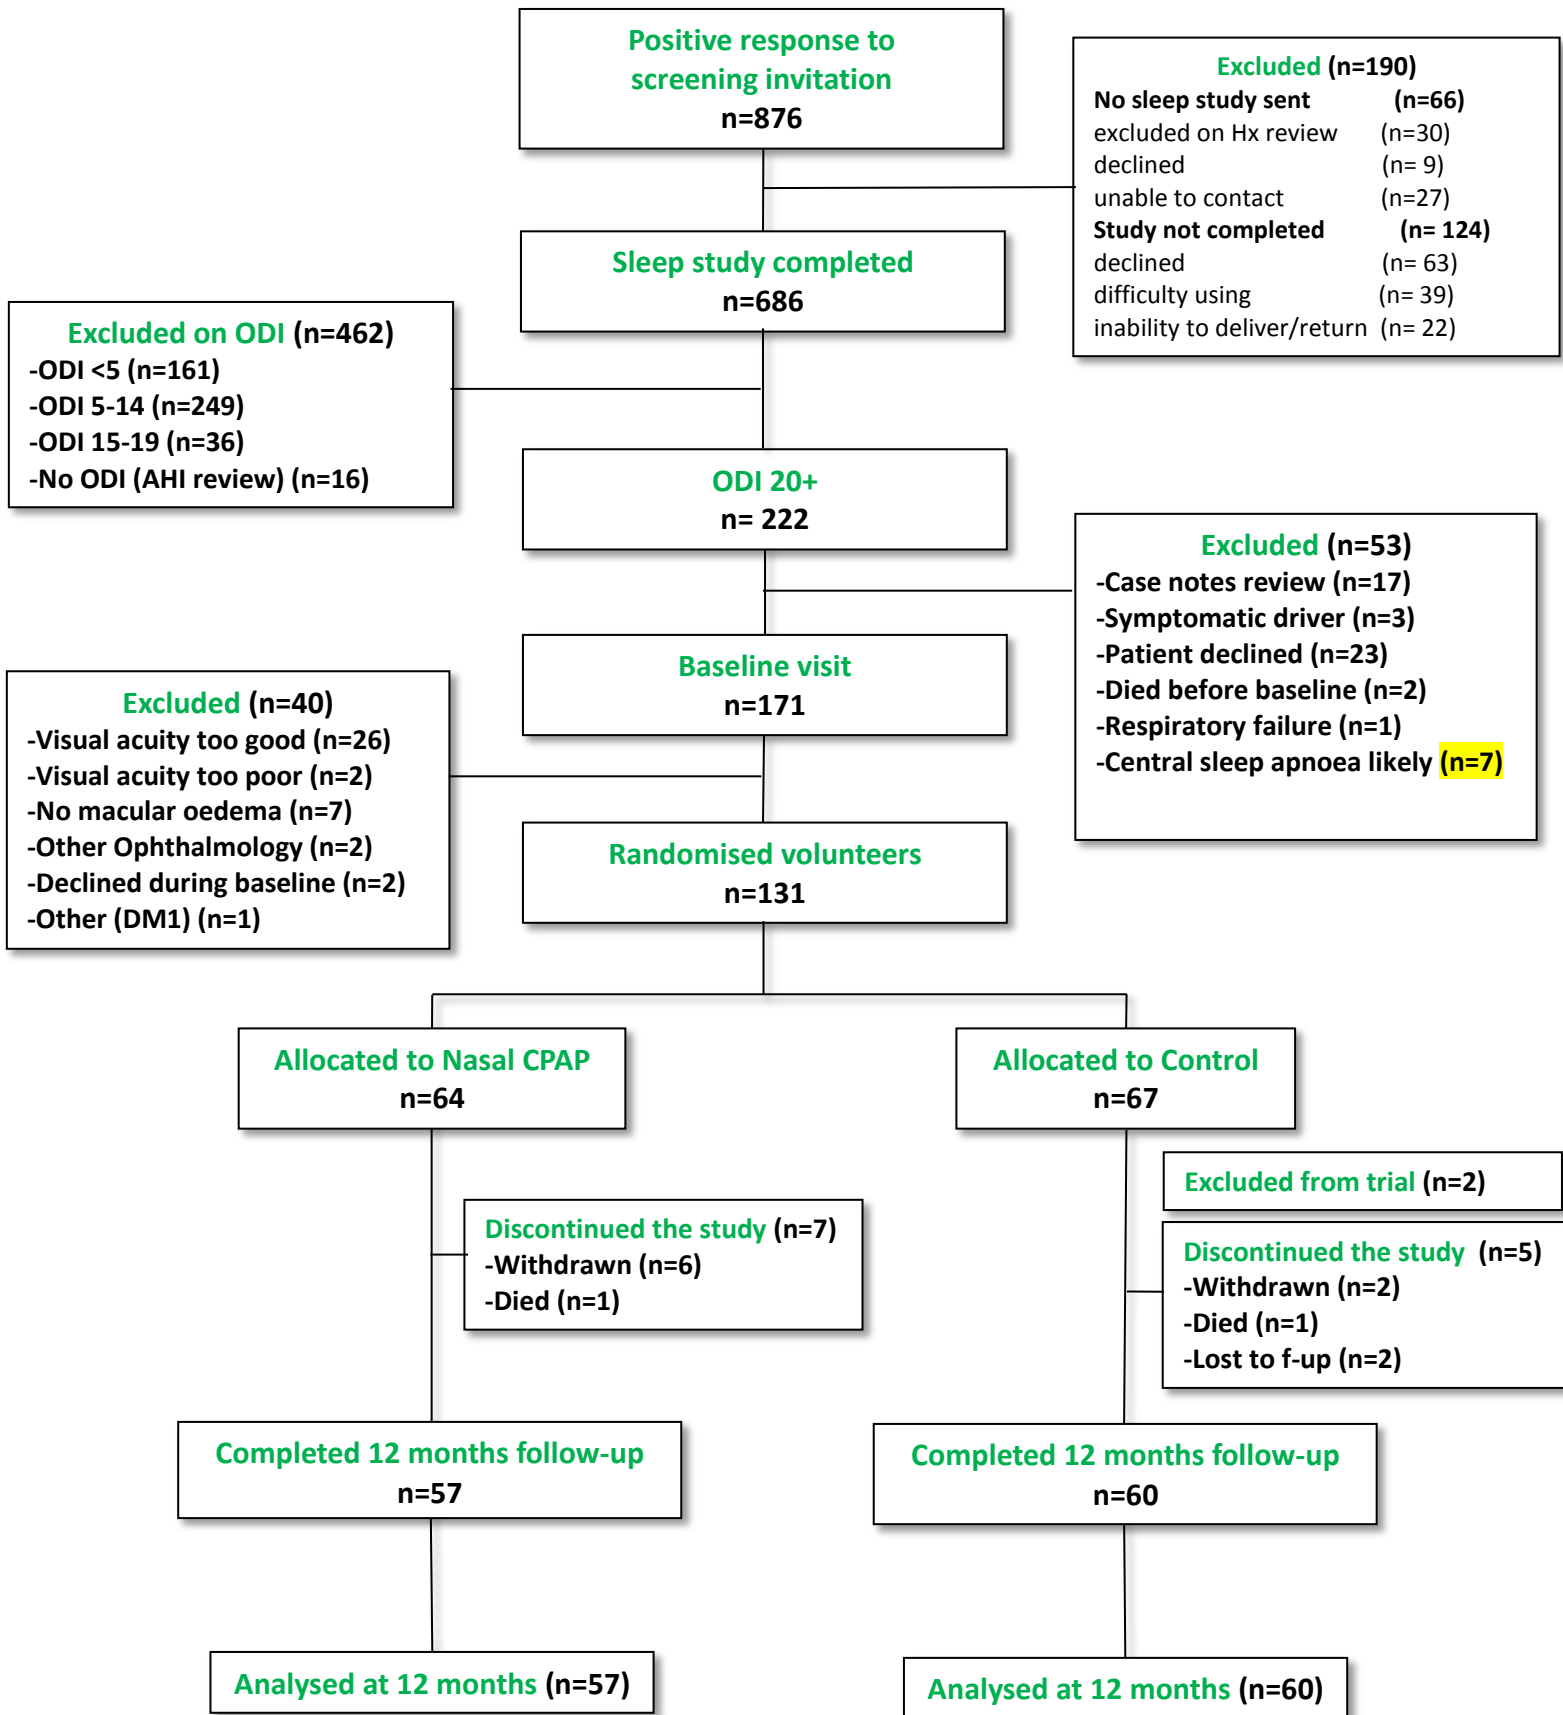 Positive response to
screening invitation
n=876
Excluded (n=190)
No sleep study sent (n=66)
excluded on Hx review (n=30)
declined (n= 9)
unable to contact (n=27)
Study not completed (n= 124)
declined (n= 63)
difficulty using (n= 39)
inability to deliver/return (n= 22)
Sleep study completed
n=686
Excluded on ODI (n=462)
-ODI <5 (n=161)
-ODI 5-14 (n=249)
-ODI 15-19 (n=36)
-No ODI (AHI review) (n=16)
ODI 20+
n= 222
Excluded (n=53)
-Case notes review (n=17)
-Symptomatic driver (n=3)
-Patient declined (n=23)
-Died before baseline (n=2)
-Respiratory failure (n=1)
-Central sleep apnoea likely (n=7)
Baseline visit
n=171
Excluded (n=40)
-Visual acuity too good (n=26)
-Visual acuity too poor (n=2)
-No macular oedema (n=7)
-Other Ophthalmology (n=2)
-Declined during baseline (n=2)
-Other (DM1) (n=1)
Randomised volunteers
n=131
Allocated to Nasal CPAP
n=64
Allocated to Control
n=67
Discontinued the study (n=7)
-Withdrawn (n=6)
-Died (n=1)
Excluded from trial (n=2)
Discontinued the study (n=5)
-Withdrawn (n=2)
-Died (n=1)
-Lost to f-up (n=2)
Completed 12 months follow-up
n=57
Completed 12 months follow-up
n=60
Analysed at 12 months (n=57)
Analysed at 12 months (n=60)